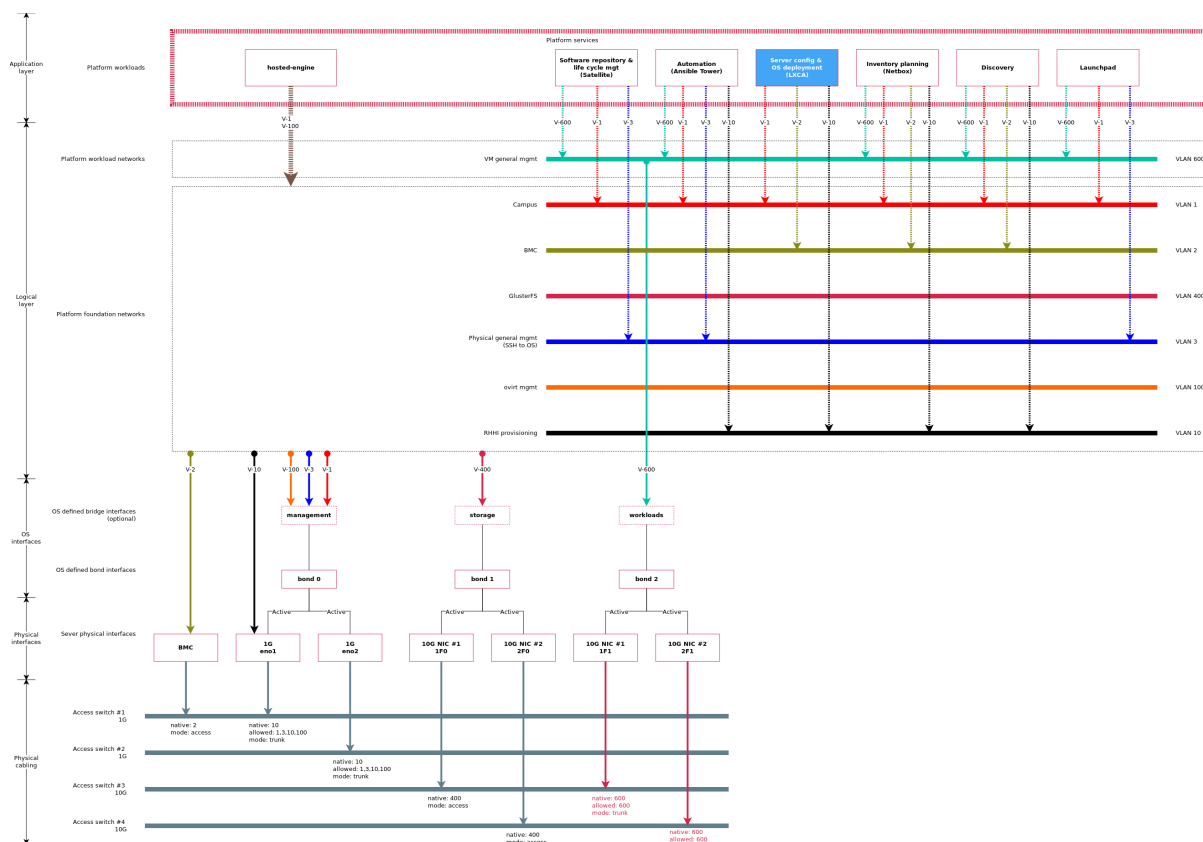 Platform services
Application
layer
Platform workloads
hosted-engine
Software repository &
life cycle mgt
(Satellite)
Automation
(Ansible Tower)
Server config &
OS deployment
(LXCA)
Inventory planning
(Netbox)
Discovery
Launchpad
V-1
V-100
V-600
V-1
V-3
V-600
V-1
V-3
V-10
V-1
V-2
V-10
V-600
V-1
V-2
V-10
V-600
V-1
V-2
V-10
V-600
V-1
V-3
Platform workload networks
VM general mgmt
VLAN 600
Campus
VLAN 1
BMC
VLAN 2
Logical
layer
GlusterFS
VLAN 400
Platform foundation networks
Physical general mgmt
(SSH to OS)
VLAN 3
ovirt mgmt
VLAN 100
RHHI provisioning
VLAN 10
V-2
V-10
V-100
V-3
V-1
V-400
V-600
OS defined bridge interfaces
(optional)
management
storage
workloads
OS
interfaces
OS defined bond interfaces
bond 0
bond 1
bond 2
Active
Active
Active
Active
Active
Active
Physical
interfaces
Sever physical interfaces
BMC
1G
eno1
1G
eno2
10G NIC #1
1F0
10G NIC #2
2F0
10G NIC #1
1F1
10G NIC #2
2F1
Access switch #1
1G
native: 2
mode: access
native: 10
allowed: 1,3,10,100
mode: trunk
Access switch #2
1G
Physical
cabling
native: 10
allowed: 1,3,10,100
mode: trunk
Access switch #3
10G
native: 400
mode: access
native: 600
allowed: 600
mode: trunk
Access switch #4
10G
native: 400
mode: access
native: 600
allowed: 600